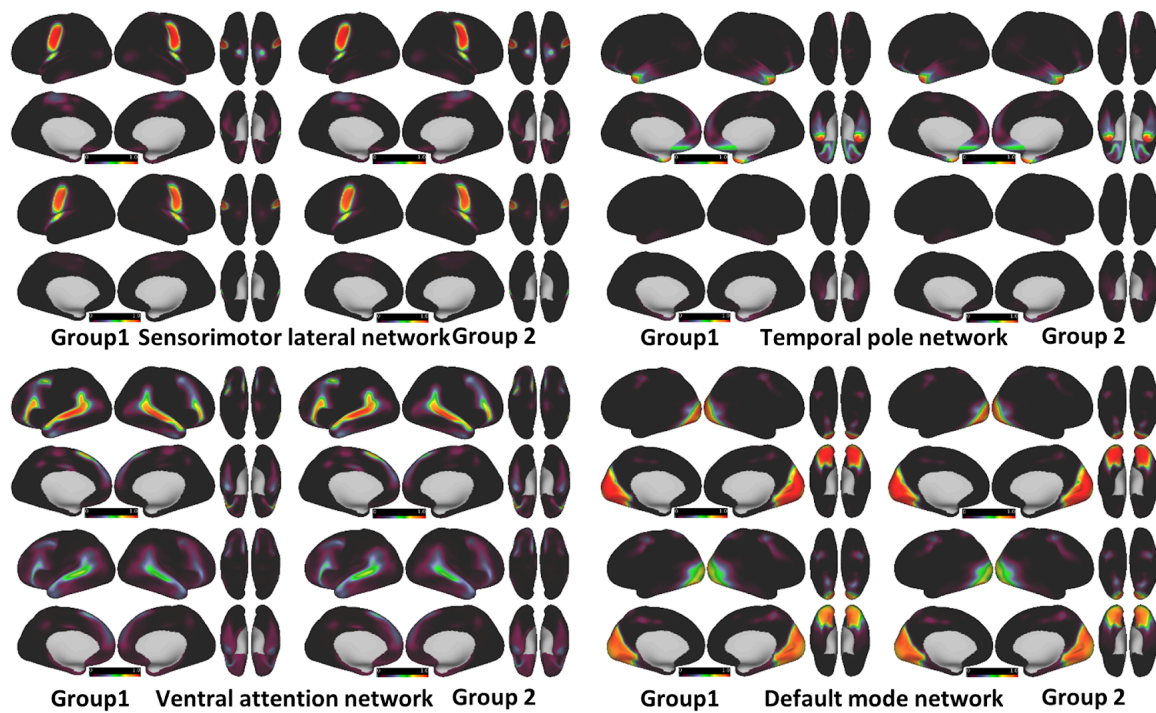 Group1 Sensorimotor lateral network Group 2
Group1 Temporal pole network Group 2
Group1 Ventral attention network Group 2
Group1 Default mode network Group 2